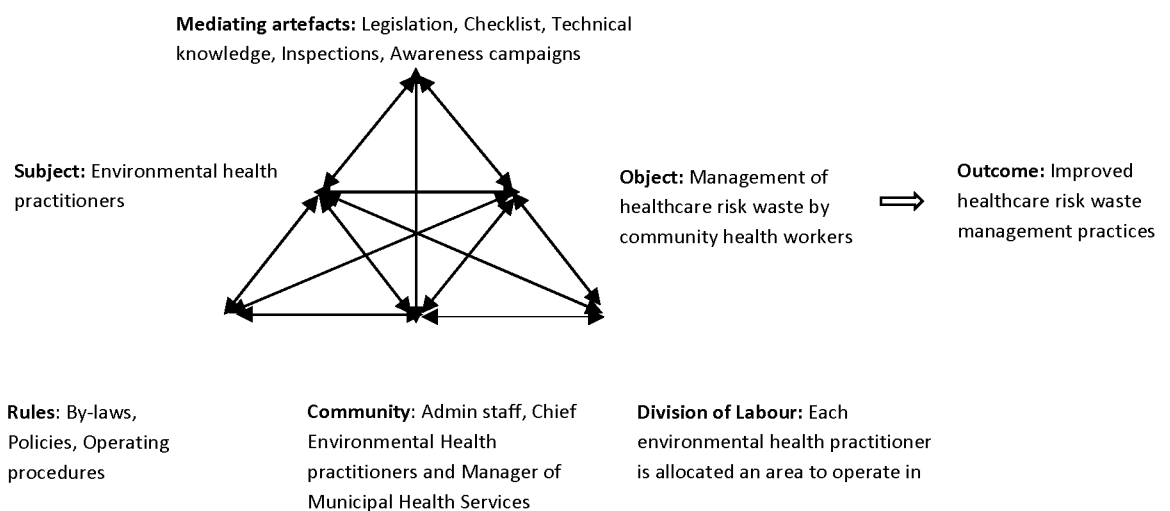 Mediating artefacts: Legislation, Checklist, Technical
knowledge, Inspections, Awareness campaigns
Subject: Environmental health
practitioners
Object: Management of
healthcare risk waste by
community health workers
Outcome: Improved
healthcare risk waste
management practices
Rules: By-laws,
Policies, Operating
procedures
Community: Admin staff, Chief
Environmental Health
practitioners and Manager of
Municipal Health Services
Division of Labour: Each
environmental health practitioner
is allocated an area to operate in